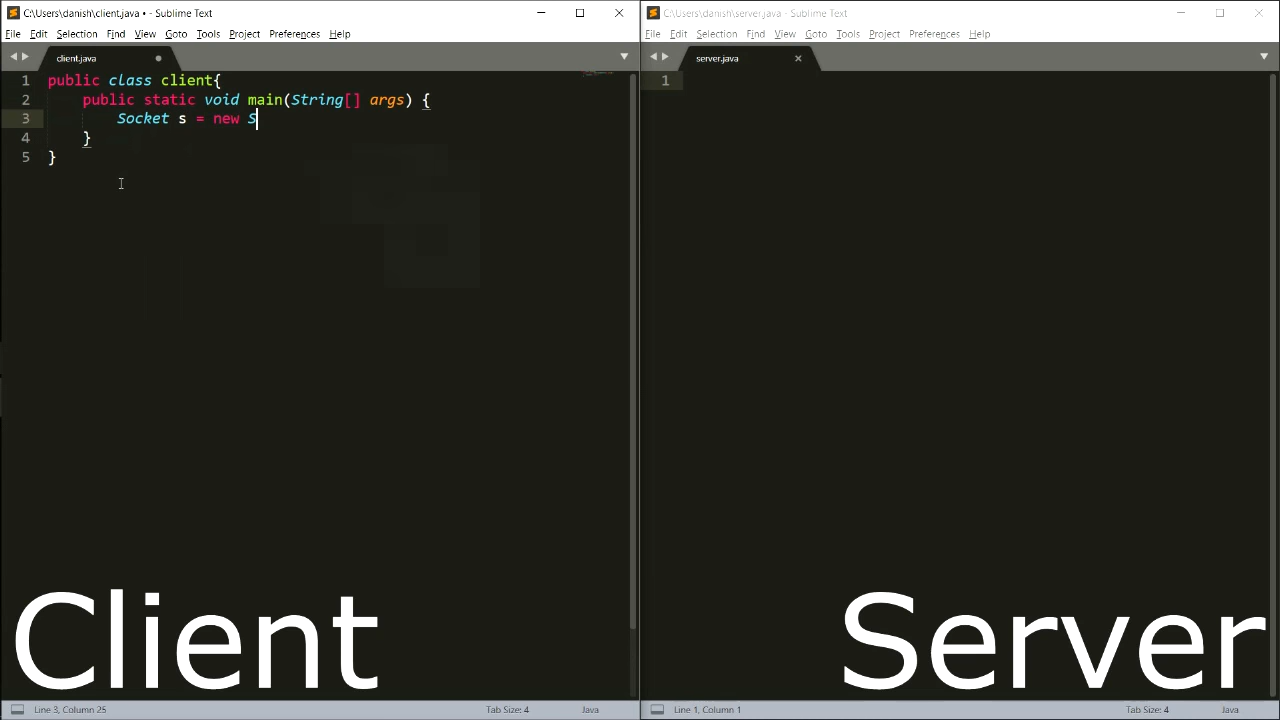 C:\Users\danish\client.java • - Sublime Text
File Edit Selection Find View Goto Tools Project Preferences Help
client.java
1 public class client{
2 public static void main(String[] args) {
3 Socket s = new S
4 }
5 }
Client
Line 3, Column 25 Tab Size: 4 Java
C:\Users\danish\server.java - Sublime Text
File Edit Selection Find View Goto Tools Project Preferences Help
server.java
1
Server
Line 1, Column 1 Tab Size: 4 Java